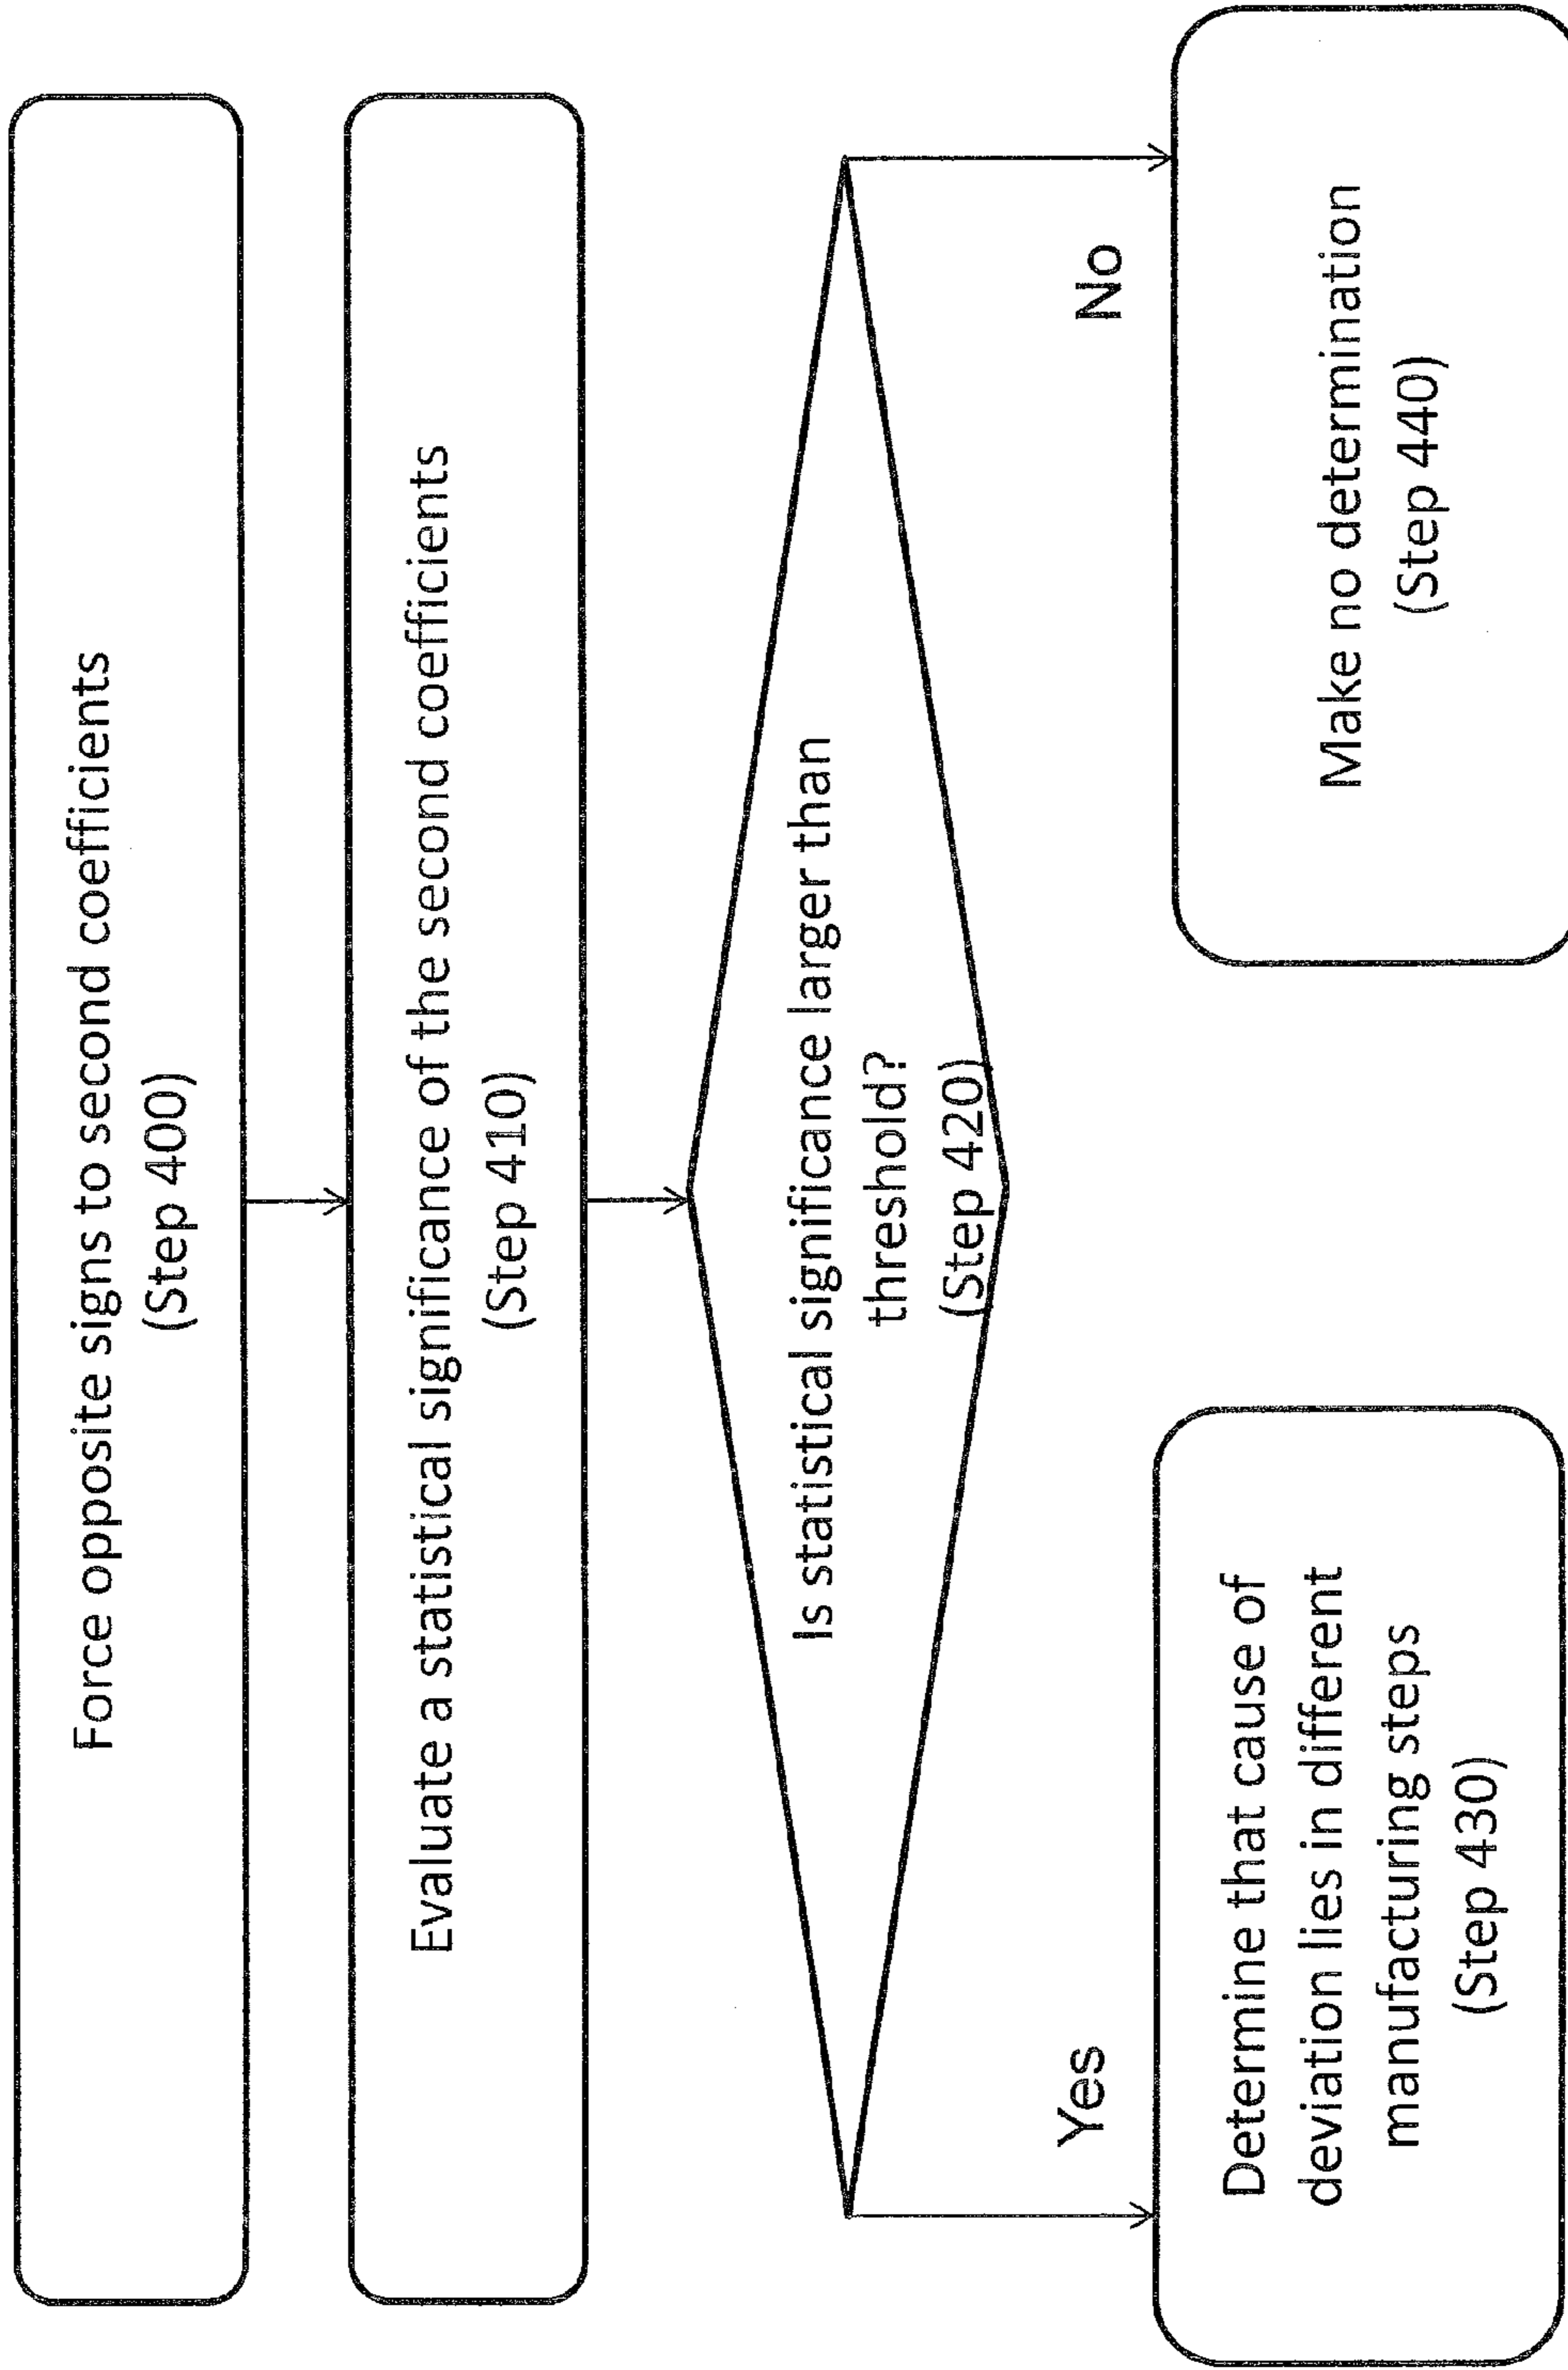 Force opposite signs to second coefficients
(Step 400)
Evaluate a statistical significance of the second coefficients
(Step 410)
Is statistical significance larger than
threshold?
(Step 420)
Yes
No
Determine that cause of
deviation lies in different
manufacturing steps
(Step 430)
Make no determination
(Step 440)